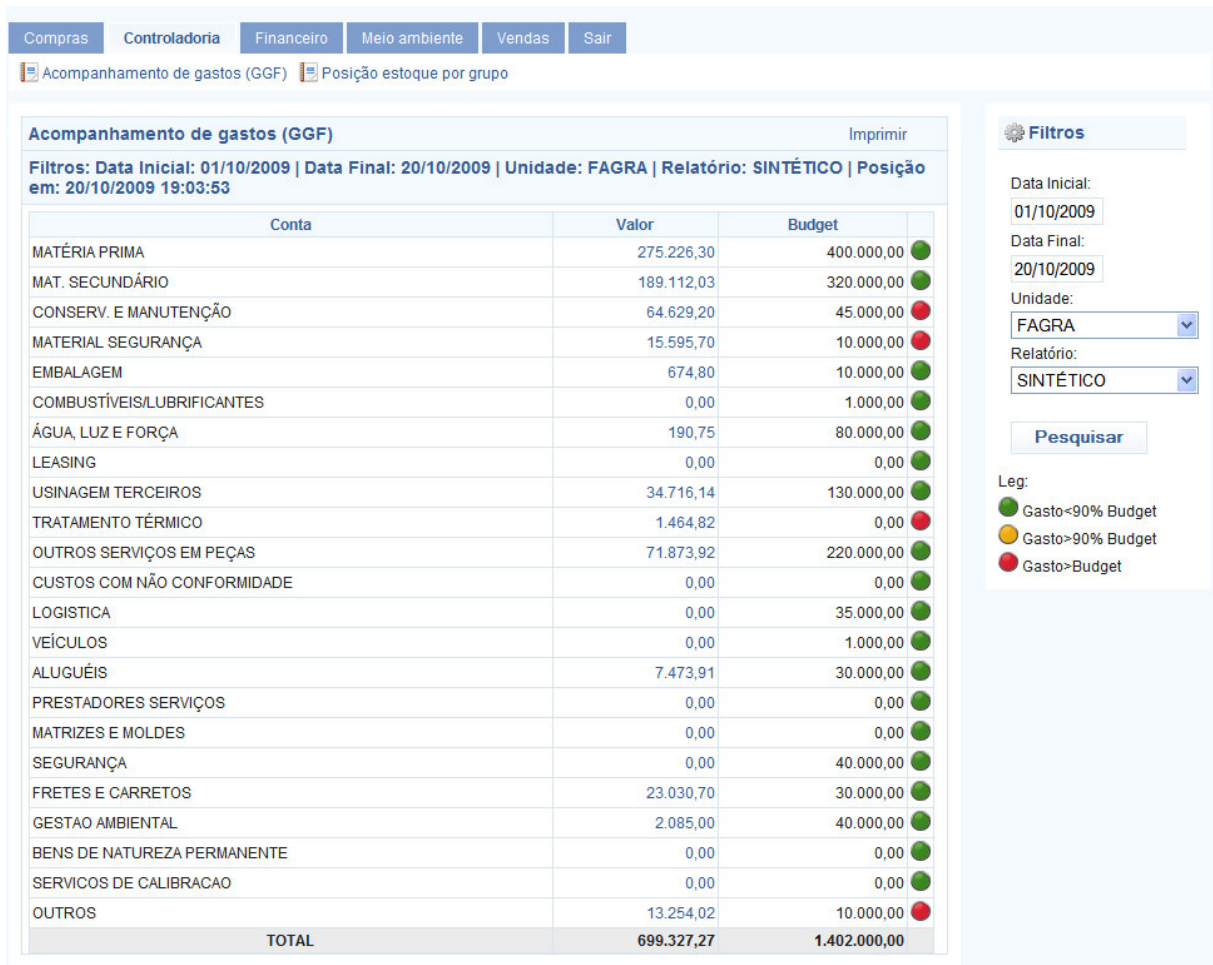 Compras Controladoria Financeiro Meio ambiente Vendas Sair
Acompanhamento de gastos (GGF) Posição estoque por grupo
Acompanhamento de gastos (GGF) Imprimir
Filtros: Data Inicial: 01/10/2009 | Data Final: 20/10/2009 | Unidade: FAGRA | Relatório: SINTÉTICO | Posição
em: 20/10/2009 19:03:53
Conta Valor Budget
MATÉRIA PRIMA 275.226,30 400.000,00
MAT. SECUNDÁRIO 189.112,03 320.000,00
CONSERV. E MANUTENÇÃO 64.629,20 45.000,00
MATERIAL SEGURANÇA 15.595,70 10.000,00
EMBALAGEM 674,80 10.000,00
COMBUSTÍVEIS/LUBRIFICANTES 0,00 1.000,00
ÁGUA, LUZ E FORÇA 190,75 80.000,00
LEASING 0,00 0,00
USINAGEM TERCEIROS 34.716,14 130.000,00
TRATAMENTO TÉRMICO 1.464,82 0,00
OUTROS SERVIÇOS EM PEÇAS 71.873,92 220.000,00
CUSTOS COM NÃO CONFORMIDADE 0,00 0,00
LOGISTICA 0,00 35.000,00
VEÍCULOS 0,00 1.000,00
ALUGUÉIS 7.473,91 30.000,00
PRESTADORES SERVIÇOS 0,00 0,00
MATRIZES E MOLDES 0,00 0,00
SEGURANÇA 0,00 40.000,00
FRETES E CARRETOS 23.030,70 30.000,00
GESTAO AMBIENTAL 2.085,00 40.000,00
BENS DE NATUREZA PERMANENTE 0,00 0,00
SERVICOS DE CALIBRACAO 0,00 0,00
OUTROS 13.254,02 10.000,00
TOTAL 699.327,27 1.402.000,00
Filtros
Data Inicial:
01/10/2009
Data Final:
20/10/2009
Unidade:
FAGRA
Relatório:
SINTÉTICO
Pesquisar
Leg:
Gasto<90% Budget
Gasto>90% Budget
Gasto>Budget